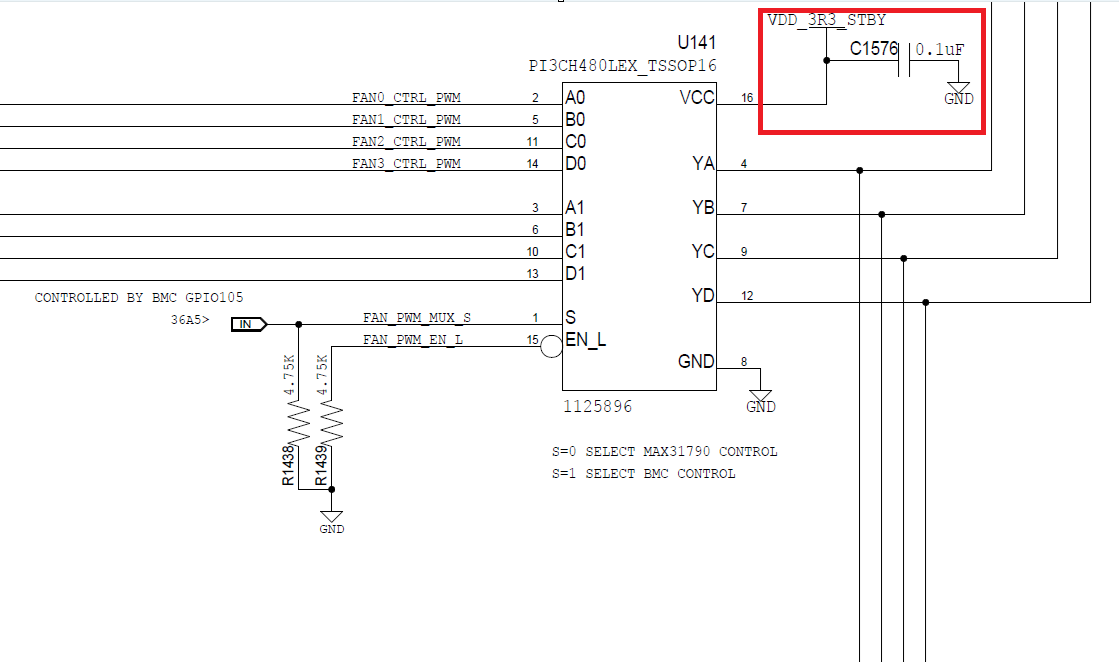 VDD_3R3_STBY
C1576 0.1uF
GND
U141
PI3CH480LEX_TSSOP16
FAN0_CTRL_PWM 2 A0 VCC 16
FAN1_CTRL_PWM 5 B0
FAN2_CTRL_PWM 11 C0
FAN3_CTRL_PWM 14 D0 YA 4
3 A1 YB 7
6 B1
10 C1 YC 9
13 D1
YD 12
CONTROLLED BY BMC GPIO105
36A5> IN FAN_PWM_MUX_S 1 S
FAN_PWM_EN_L 15 EN_L
GND 8
GND
4.75K 4.75K
R1438 R1439
GND
1125896
S=0 SELECT MAX31790 CONTROL
S=1 SELECT BMC CONTROL